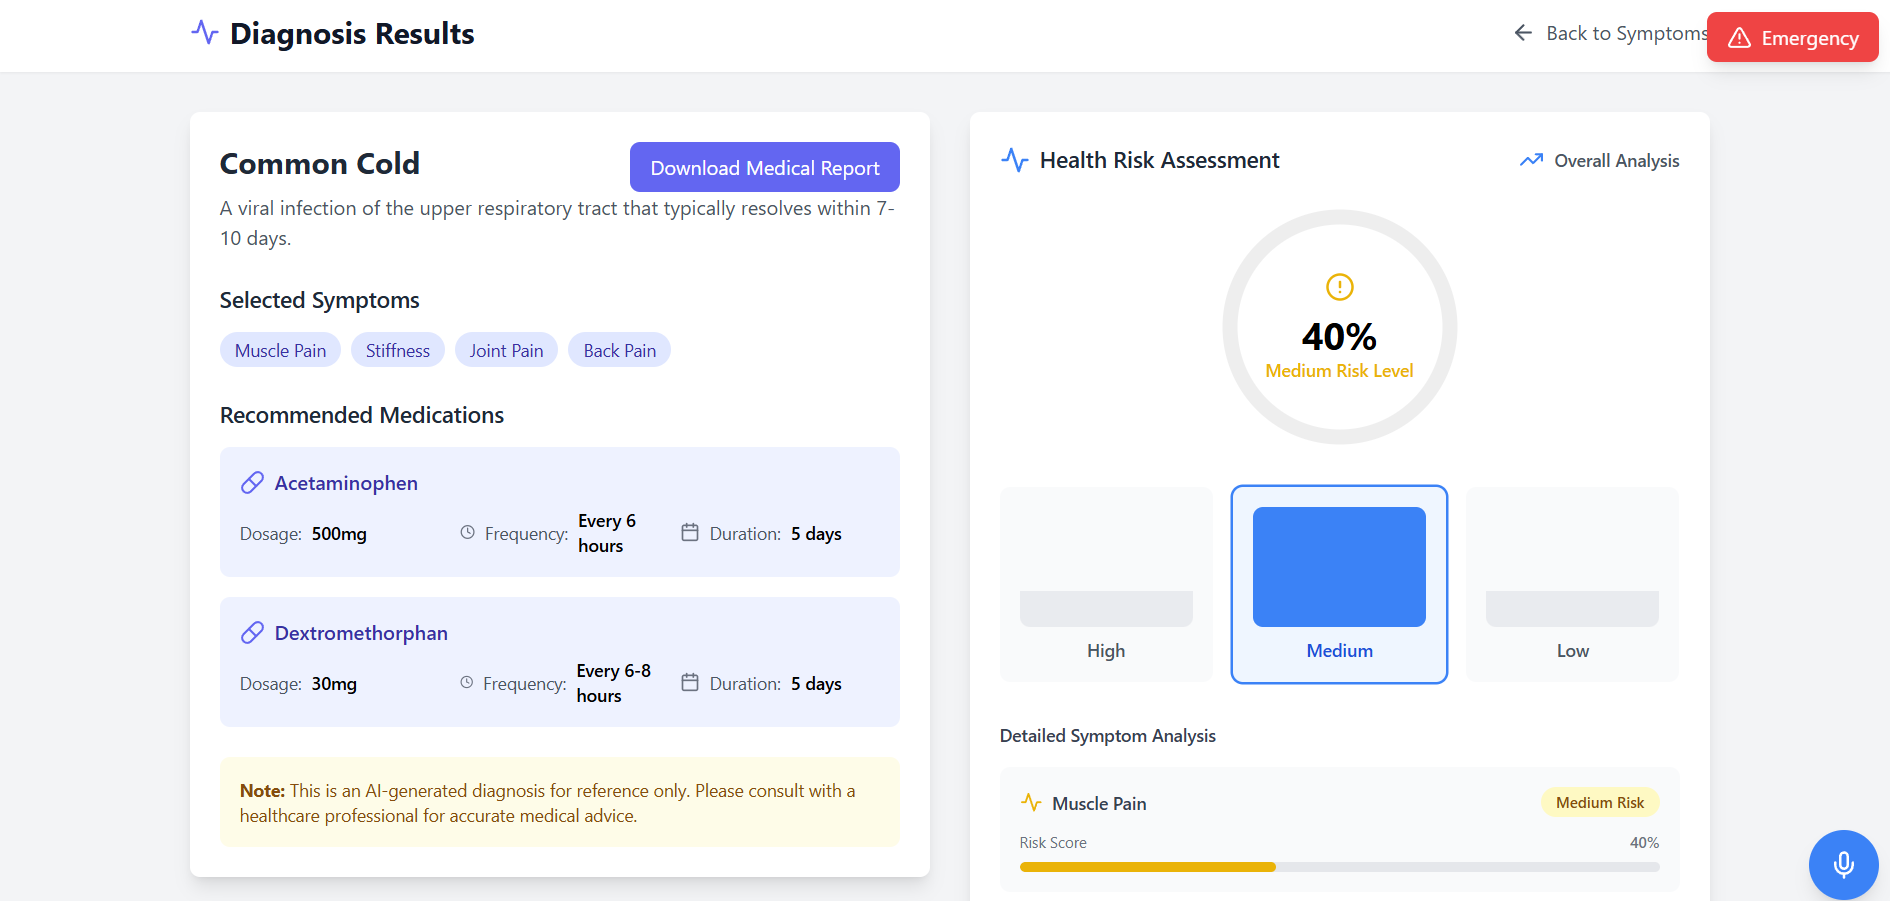 Diagnosis Results
Back to Symptoms
Emergency
Common Cold
Download Medical Report
A viral infection of the upper respiratory tract that typically resolves within 7-
10 days.
Selected Symptoms
Muscle Pain
Stiffness
Joint Pain
Back Pain
Recommended Medications
Acetaminophen
Dosage: 500mg
Frequency: Every 6
hours
Duration: 5 days
Dextromethorphan
Dosage: 30mg
Frequency: Every 6-8
hours
Duration: 5 days
Note: This is an AI-generated diagnosis for reference only. Please consult with a
healthcare professional for accurate medical advice.
Health Risk Assessment
Overall Analysis
40%
Medium Risk Level
High
Medium
Low
Detailed Symptom Analysis
Muscle Pain
Medium Risk
Risk Score
40%